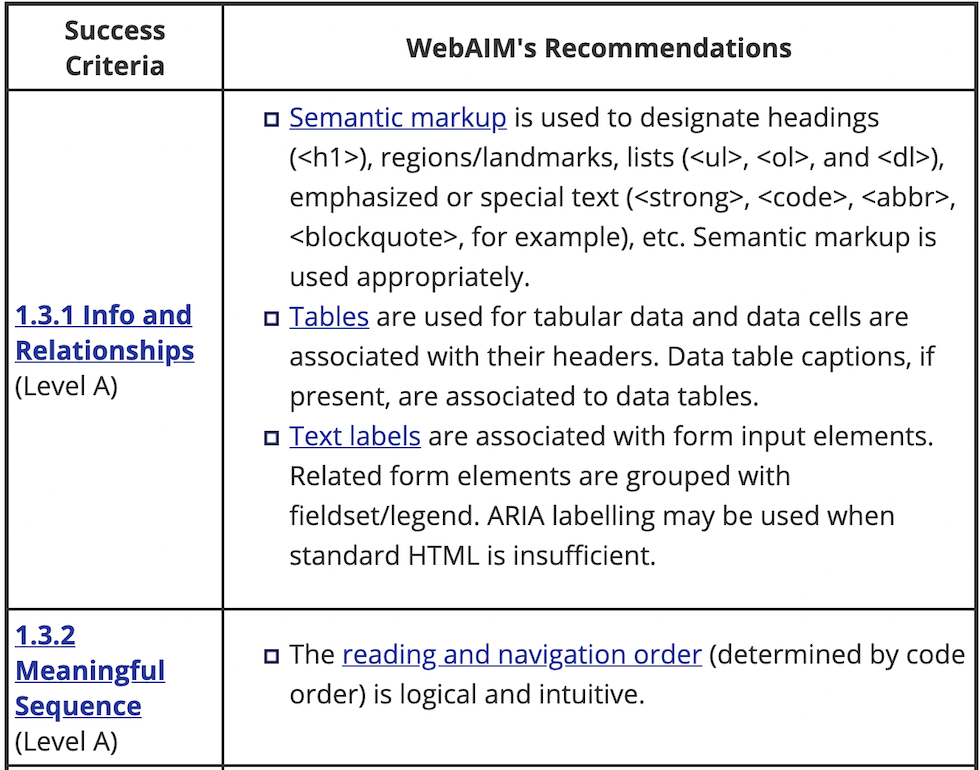 Success
Criteria
WebAIM's Recommendations
1.3.1 Info and
Relationships
(Level A)
Semantic markup is used to designate headings
(<h1>), regions/landmarks, lists (<ul>, <ol>, and <dl>),
emphasized or special text (<strong>, <code>, <abbr>,
<blockquote>, for example), etc. Semantic markup is
used appropriately.
Tables are used for tabular data and data cells are
associated with their headers. Data table captions, if
present, are associated to data tables.
Text labels are associated with form input elements.
Related form elements are grouped with
fieldset/legend. ARIA labelling may be used when
standard HTML is insufficient.
1.3.2
Meaningful
Sequence
(Level A)
The reading and navigation order (determined by code
order) is logical and intuitive.